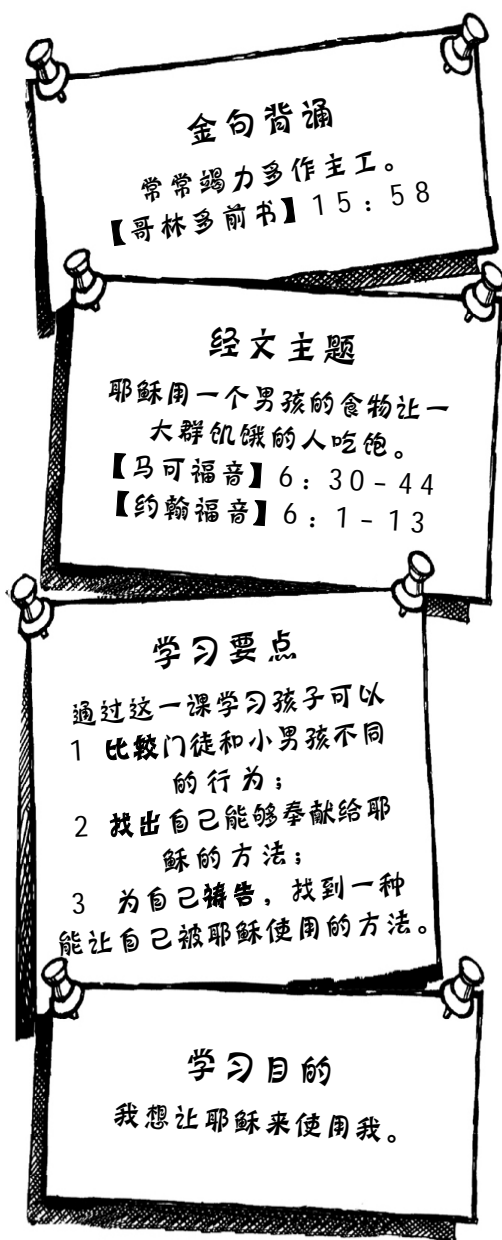 金句背诵
常常竭力多作主工。
【哥林多前书】15:58
经文主题
耶稣用一个男孩的食物让一
大群饥饿的人吃饱。
【马可福音】6:30-44
【约翰福音】6:1-13
学习要点
通过这一课学习孩子可以
1 比较门徒和小男孩不同
的行为;
2 找出自己能够奉献给耶
稣的方法;
3 为自己祷告,找到一种
能让自己被耶稣使用的方法。
学习目的
我想让耶稣来使用我。